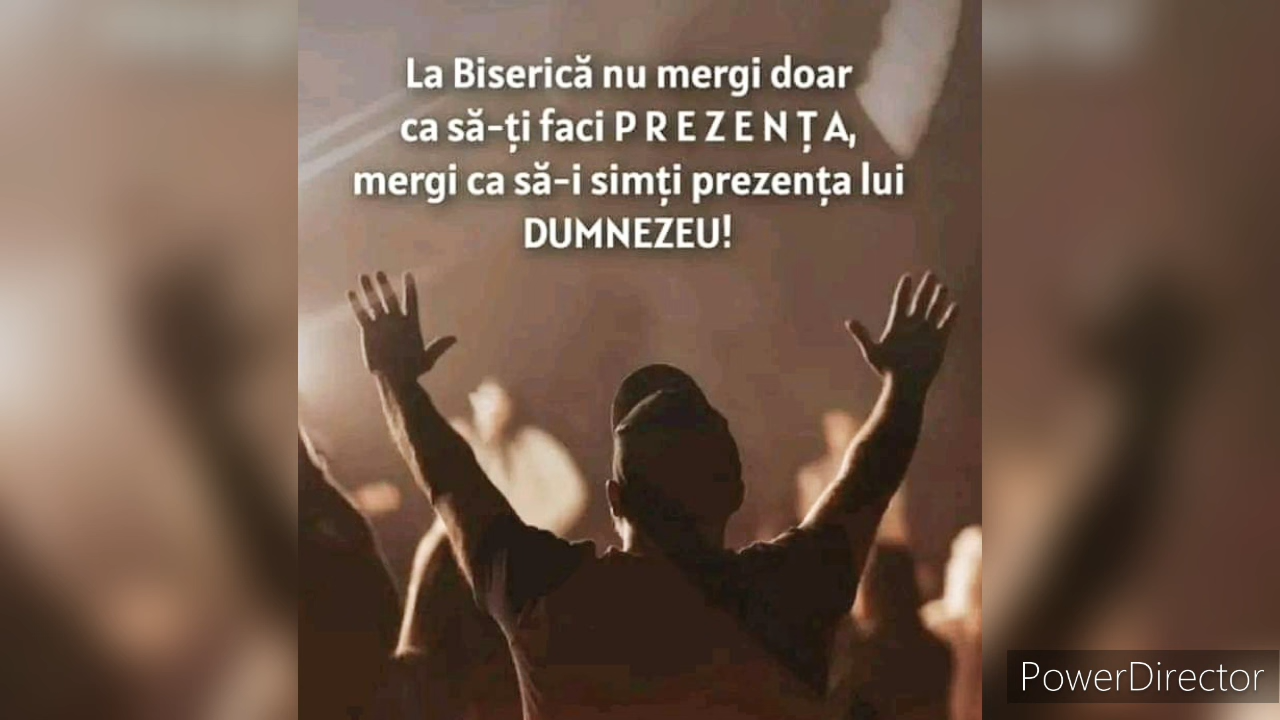 La Biserică nu mergi doar
ca să-ți faci P R E Z E N Ț A,
mergi ca să-i simți prezența lui
DUMNEZEU!
PowerDirector